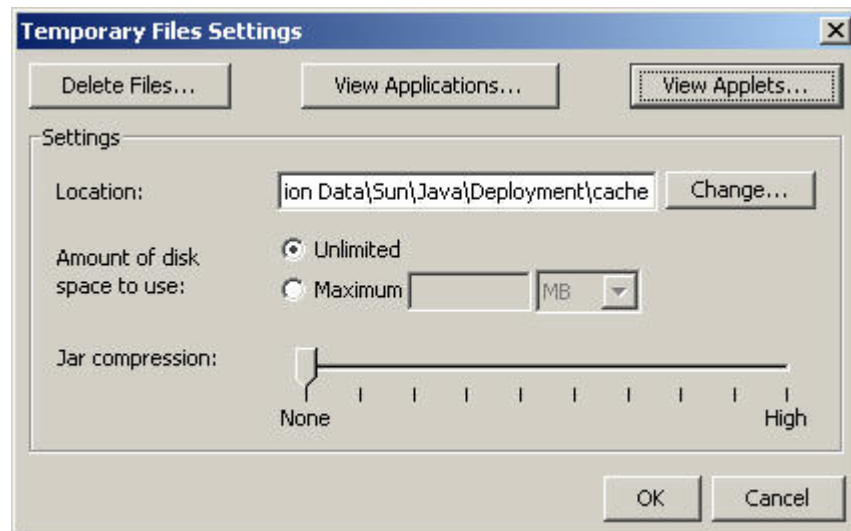 Temporary Files Settings
Delete Files... View Applications... View Applets...
Settings
Location: ion Data\Sun\Java\Deployment\cache Change...
Amount of disk space to use:
Unlimited
Maximum MB
Jar compression:
None High
OK Cancel